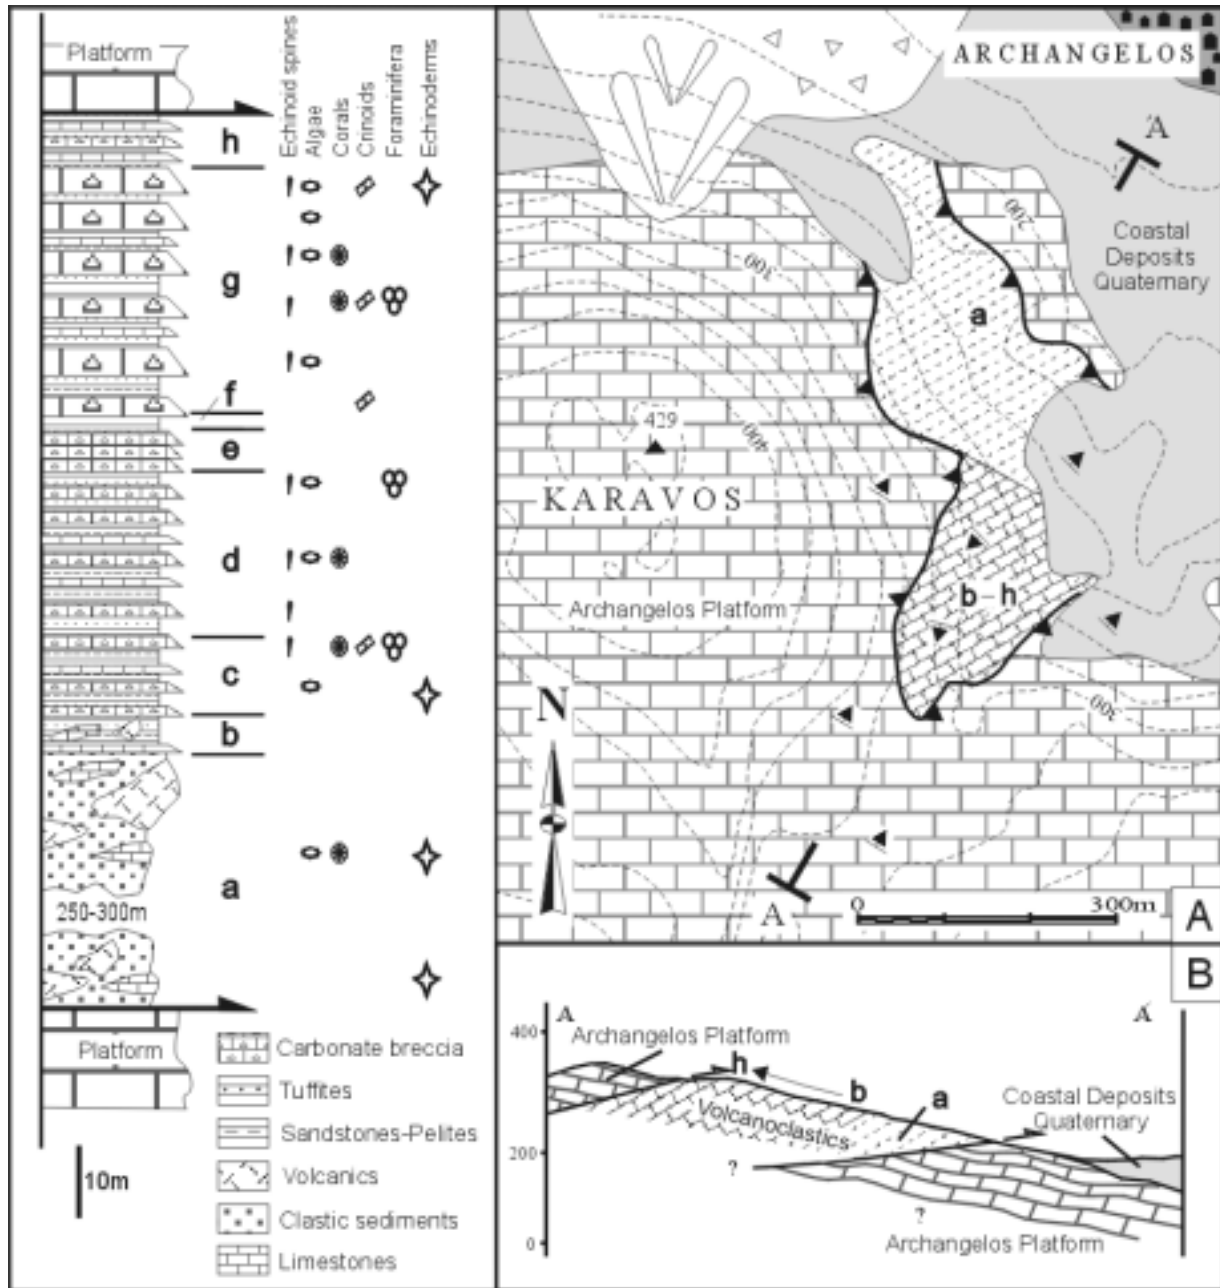 Platform
Echinoid spines
Algae
Corals
Crinoids
Foraminifera
Echinoderms
h
g
f
e
d
c
b
a
250-300m
Platform
10m
Carbonate breccia
Tuffites
Sandstones-Pelites
Volcanics
Clastic sediments
Limestones
ARCHANGELOS
Á
200
Coastal
Deposits
Quaternary
300
a
429
400
KARAVOS
Archangelos Platform
b-h
N
300
A
0
300m
A
B
A
Á
400
Archangelos Platform
h
b
a
Coastal Deposits
Quaternary
Volcanoclastics
200
?
?
0
Archangelos Platform